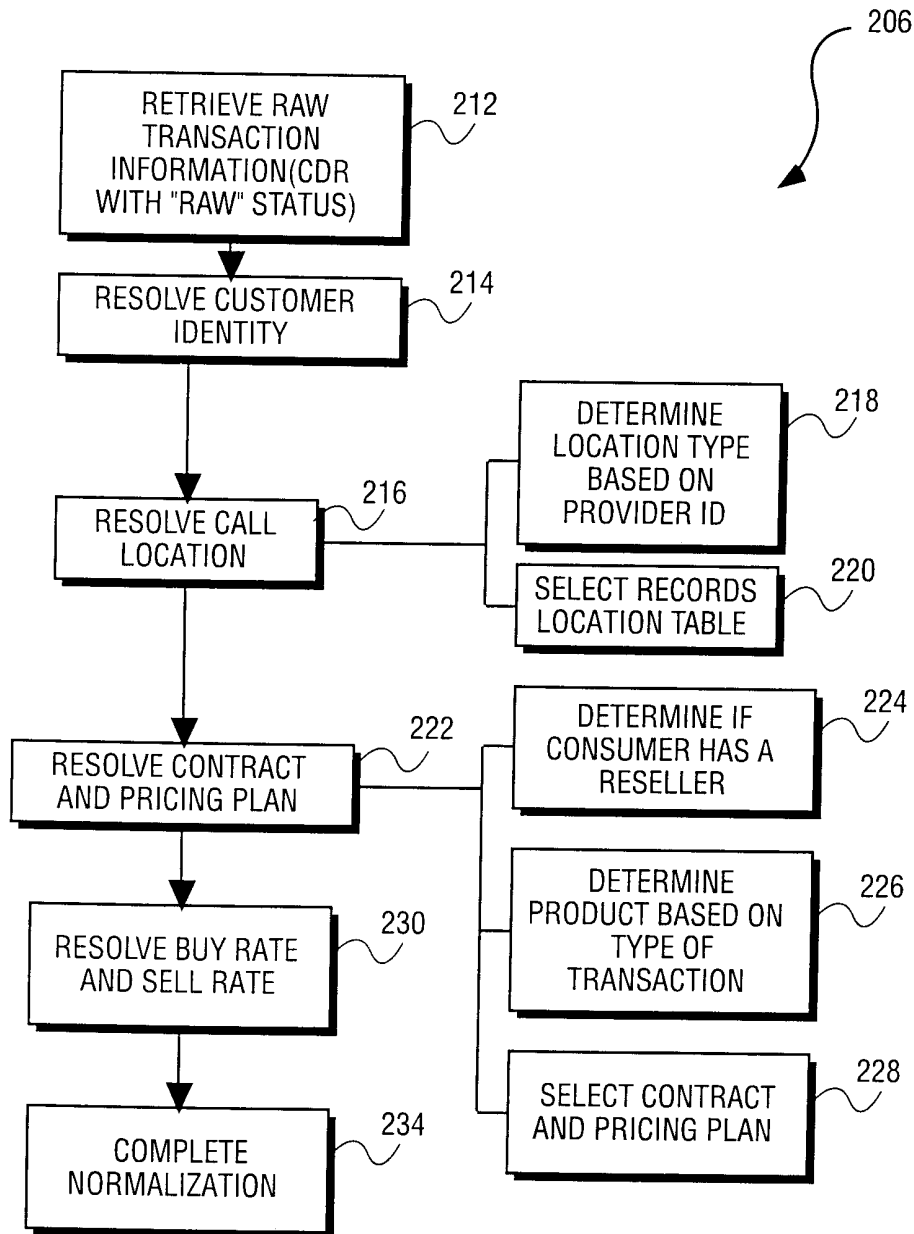 206
RETRIEVE RAW
TRANSACTION
INFORMATION(CDR
WITH "RAW" STATUS)
212
RESOLVE CUSTOMER
IDENTITY
214
RESOLVE CALL
LOCATION
216
DETERMINE
LOCATION TYPE
BASED ON
PROVIDER ID
218
SELECT RECORDS
LOCATION TABLE
220
RESOLVE CONTRACT
AND PRICING PLAN
222
DETERMINE IF
CONSUMER HAS A
RESELLER
224
DETERMINE
PRODUCT BASED ON
TYPE OF
TRANSACTION
226
SELECT CONTRACT
AND PRICING PLAN
228
RESOLVE BUY RATE
AND SELL RATE
230
COMPLETE
NORMALIZATION
234